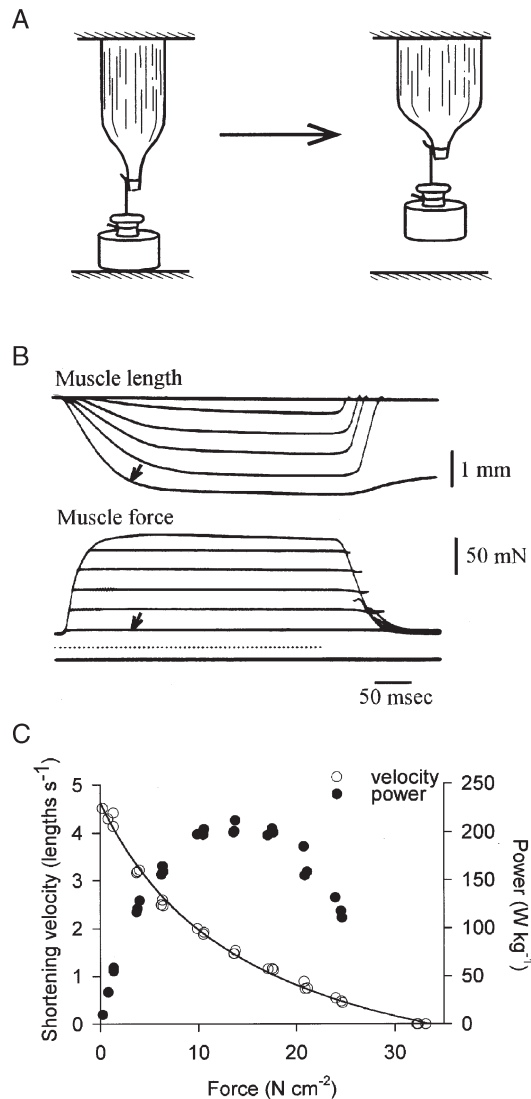 A
B
Muscle length
1 mm
Muscle force
50 mN
50 msec
C
velocity
power
Shortening velocity (lengths s⁻¹)
5
4
3
2
1
0
250
200
150
100
50
0
Power (W kg⁻¹)
0
10
20
30
Force (N cm⁻²)